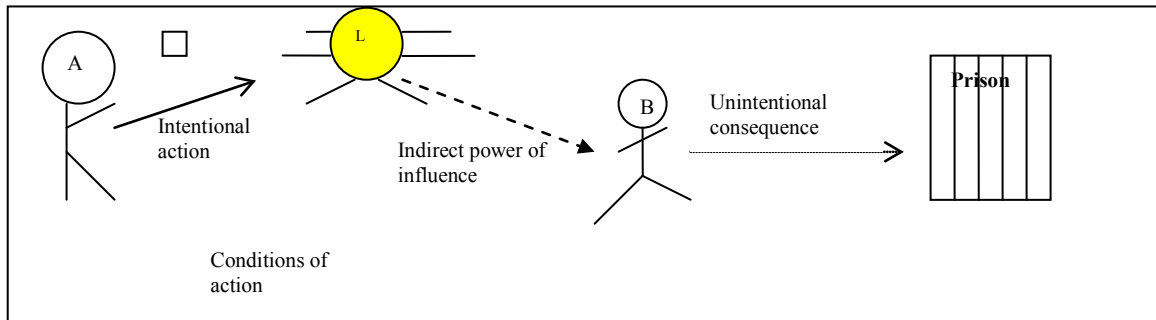 A
L
Intentional
action
Indirect power of
influence
B
Unintentional
consequence
Prison
Conditions of
action